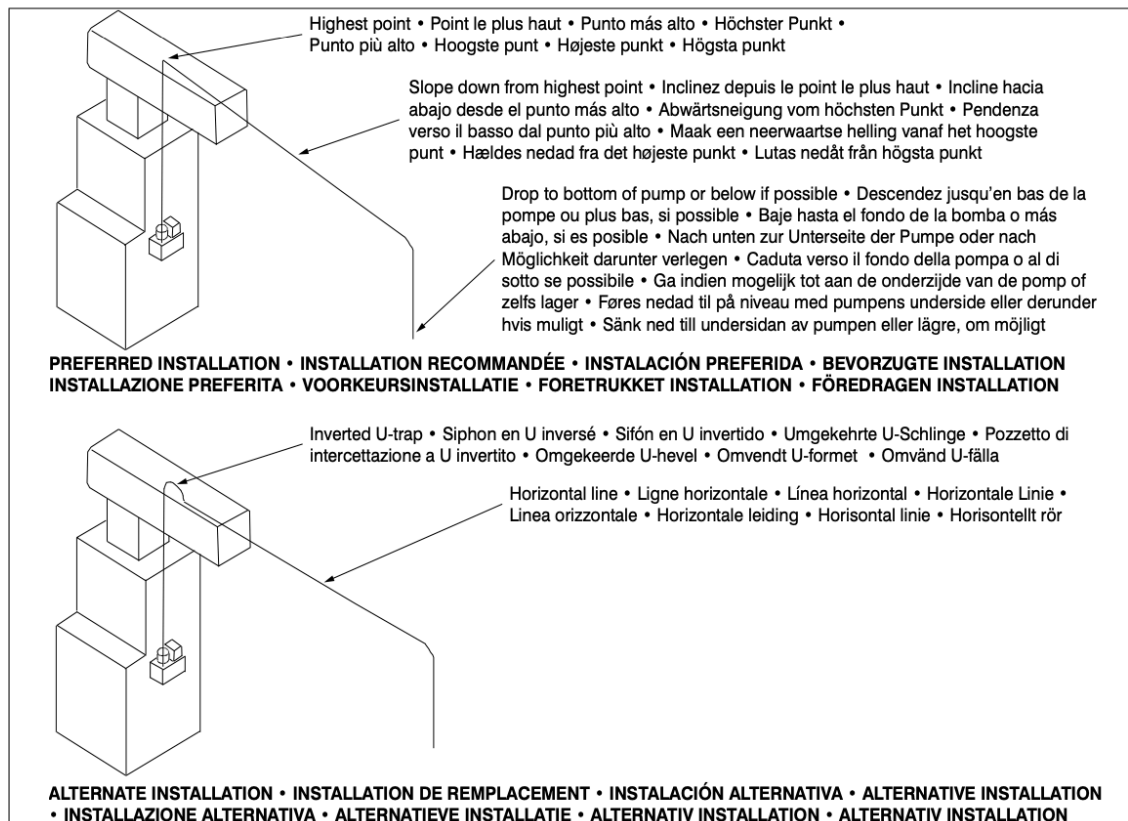 Highest point • Point le plus haut • Punto más alto • Höchster Punkt •
Punto più alto • Hoogste punt • Højeste punkt • Högsta punkt
Slope down from highest point • Inclinez depuis le point le plus haut • Incline hacia
abajo desde el punto más alto • Abwärtsneigung vom höchsten Punkt • Pendenza
verso il basso dal punto più alto • Maak een neerwaartse helling vanaf het hoogste
punt • Hældes nedad fra det højeste punkt • Lutas nedåt från högsta punkt
Drop to bottom of pump or below if possible • Descendez jusqu'en bas de la
pompe ou plus bas, si possible • Baje hasta el fondo de la bomba o más
abajo, si es posible • Nach unten zur Unterseite der Pumpe oder nach
Möglichkeit darunter verlegen • Caduta verso il fondo della pompa o al di
sotto se possibile • Ga indien mogelijk tot aan de onderzijde van de pomp of
zelfs lager • Føres nedad til på niveau med pumpens underside eller derunder
hvis muligt • Sänk ned till undersidan av pumpen eller lägre, om möjligt
PREFERRED INSTALLATION • INSTALLATION RECOMMANDÉE • INSTALACIÓN PREFERIDA • BEVORZUGTE INSTALLATION
INSTALLAZIONE PREFERITA • VOORKEURSINSTALLATIE • FORETRUKKET INSTALLATION • FÖREDRAGEN INSTALLATION
Inverted U-trap • Siphon en U inversé • Sifón en U invertido • Umgekehrte U-Schlinge • Pozzetto di
intercettazione a U invertito • Omgekeerde U-hevel • Omvendt U-formet • Omvänd U-fälla
Horizontal line • Ligne horizontale • Línea horizontal • Horizontale Linie •
Linea orizzontale • Horizontale leiding • Horisontal linie • Horisontellt rör
ALTERNATE INSTALLATION • INSTALLATION DE REMPLACEMENT • INSTALACIÓN ALTERNATIVA • ALTERNATIVE INSTALLATION
• INSTALLAZIONE ALTERNATIVA • ALTERNATIEVE INSTALLATIE • ALTERNATIV INSTALLATION • ALTERNATIV INSTALLATION